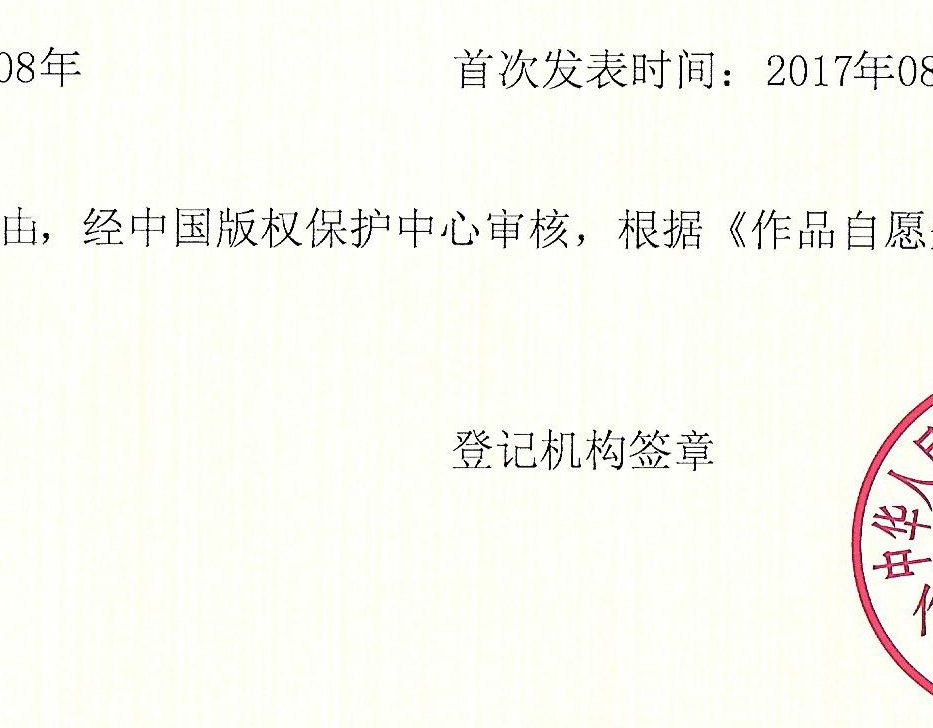 08年 首次发表时间：2017年08
由，经中国版权保护中心审核，根据《作品自愿
登记机构签章
中华人民
作